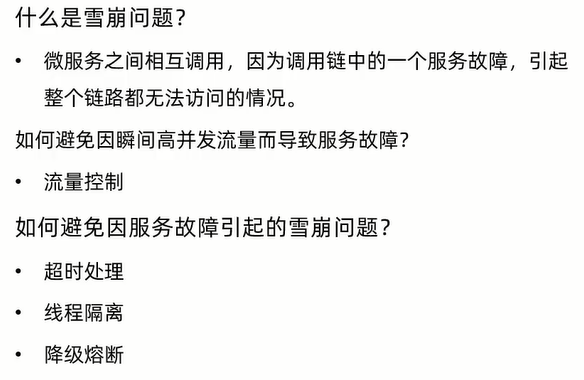 什么是雪崩问题？
• 微服务之间相互调用，因为调用链中的一个服务故障，引起
整个链路都无法访问的情况。
如何避免因瞬间高并发流量而导致服务故障？
• 流量控制
如何避免因服务故障引起的雪崩问题？
• 超时处理
• 线程隔离
• 降级熔断